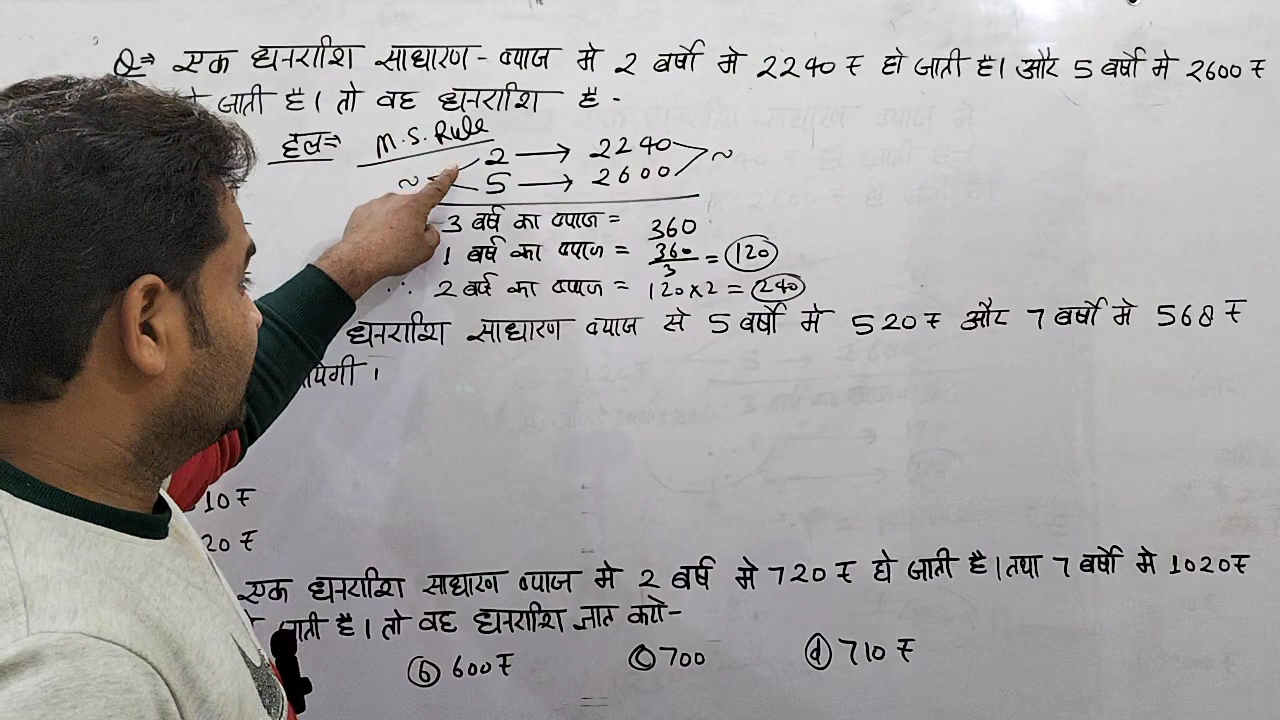 Q⇒ एक धनराशि साधारण-ब्याज मे 2 वर्षो मे 2240 ₹ हो जाती है। और 5 वर्षो मे 2600 ₹
जाती है। तो वह धनराशि है -
हल⇒ M.S. Rule
2 → 2240 ~
~ 5 → 2600
3 वर्ष का ब्याज = 360
1 वर्ष का ब्याज = 360/3 = 120
∴ 2 वर्ष का ब्याज = 120×2 = 240
धनराशि साधारण ब्याज से 5 वर्षो मे 520 ₹ और 7 वर्षो मे 568 ₹
10 ₹
20 ₹
एक धनराशि साधारण ब्याज मे 2 वर्ष मे 720 ₹ हो जाती है। तथा 7 वर्षो मे 1020 ₹
जाती है। तो वह धनराशि ज्ञात करो-
(b) 600 ₹ (c) 700 (d) 710 ₹